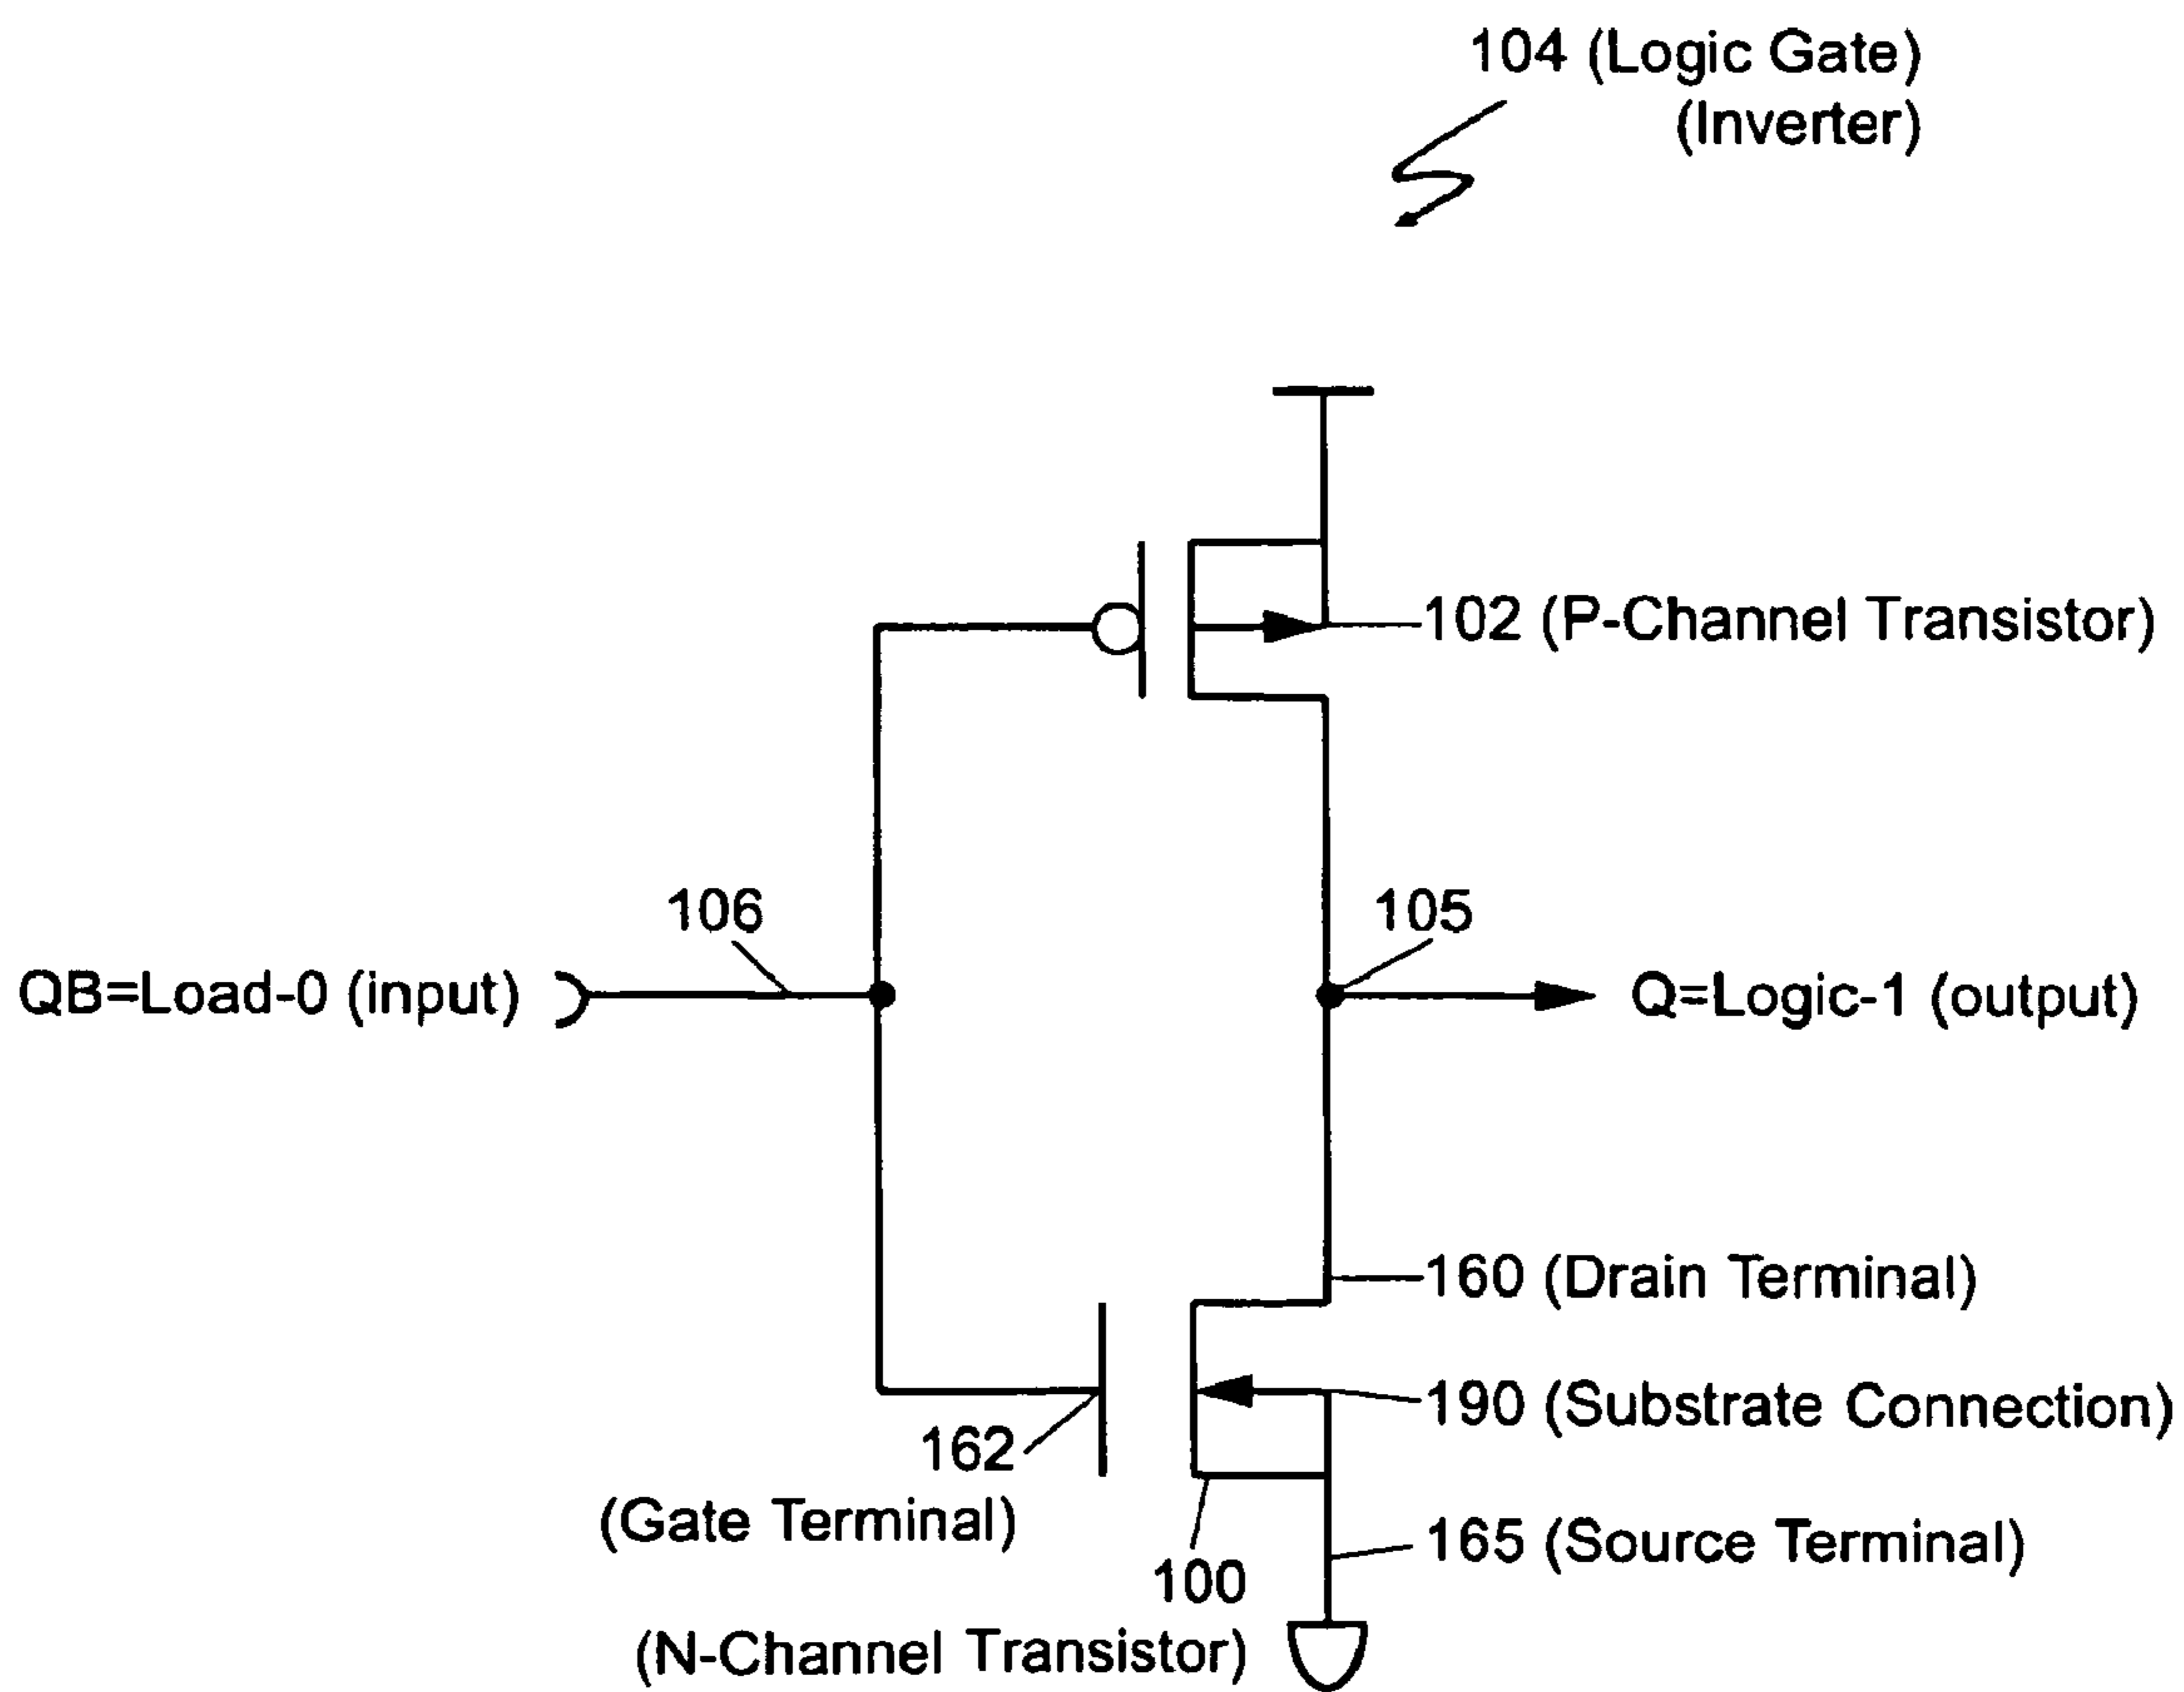 104 (Logic Gate)
(Inverter)
102 (P-Channel Transistor)
106
105
QB=Load-0 (input)
Q=Logic-1 (output)
160 (Drain Terminal)
190 (Substrate Connection)
162
(Gate Terminal)
165 (Source Terminal)
100
(N-Channel Transistor)